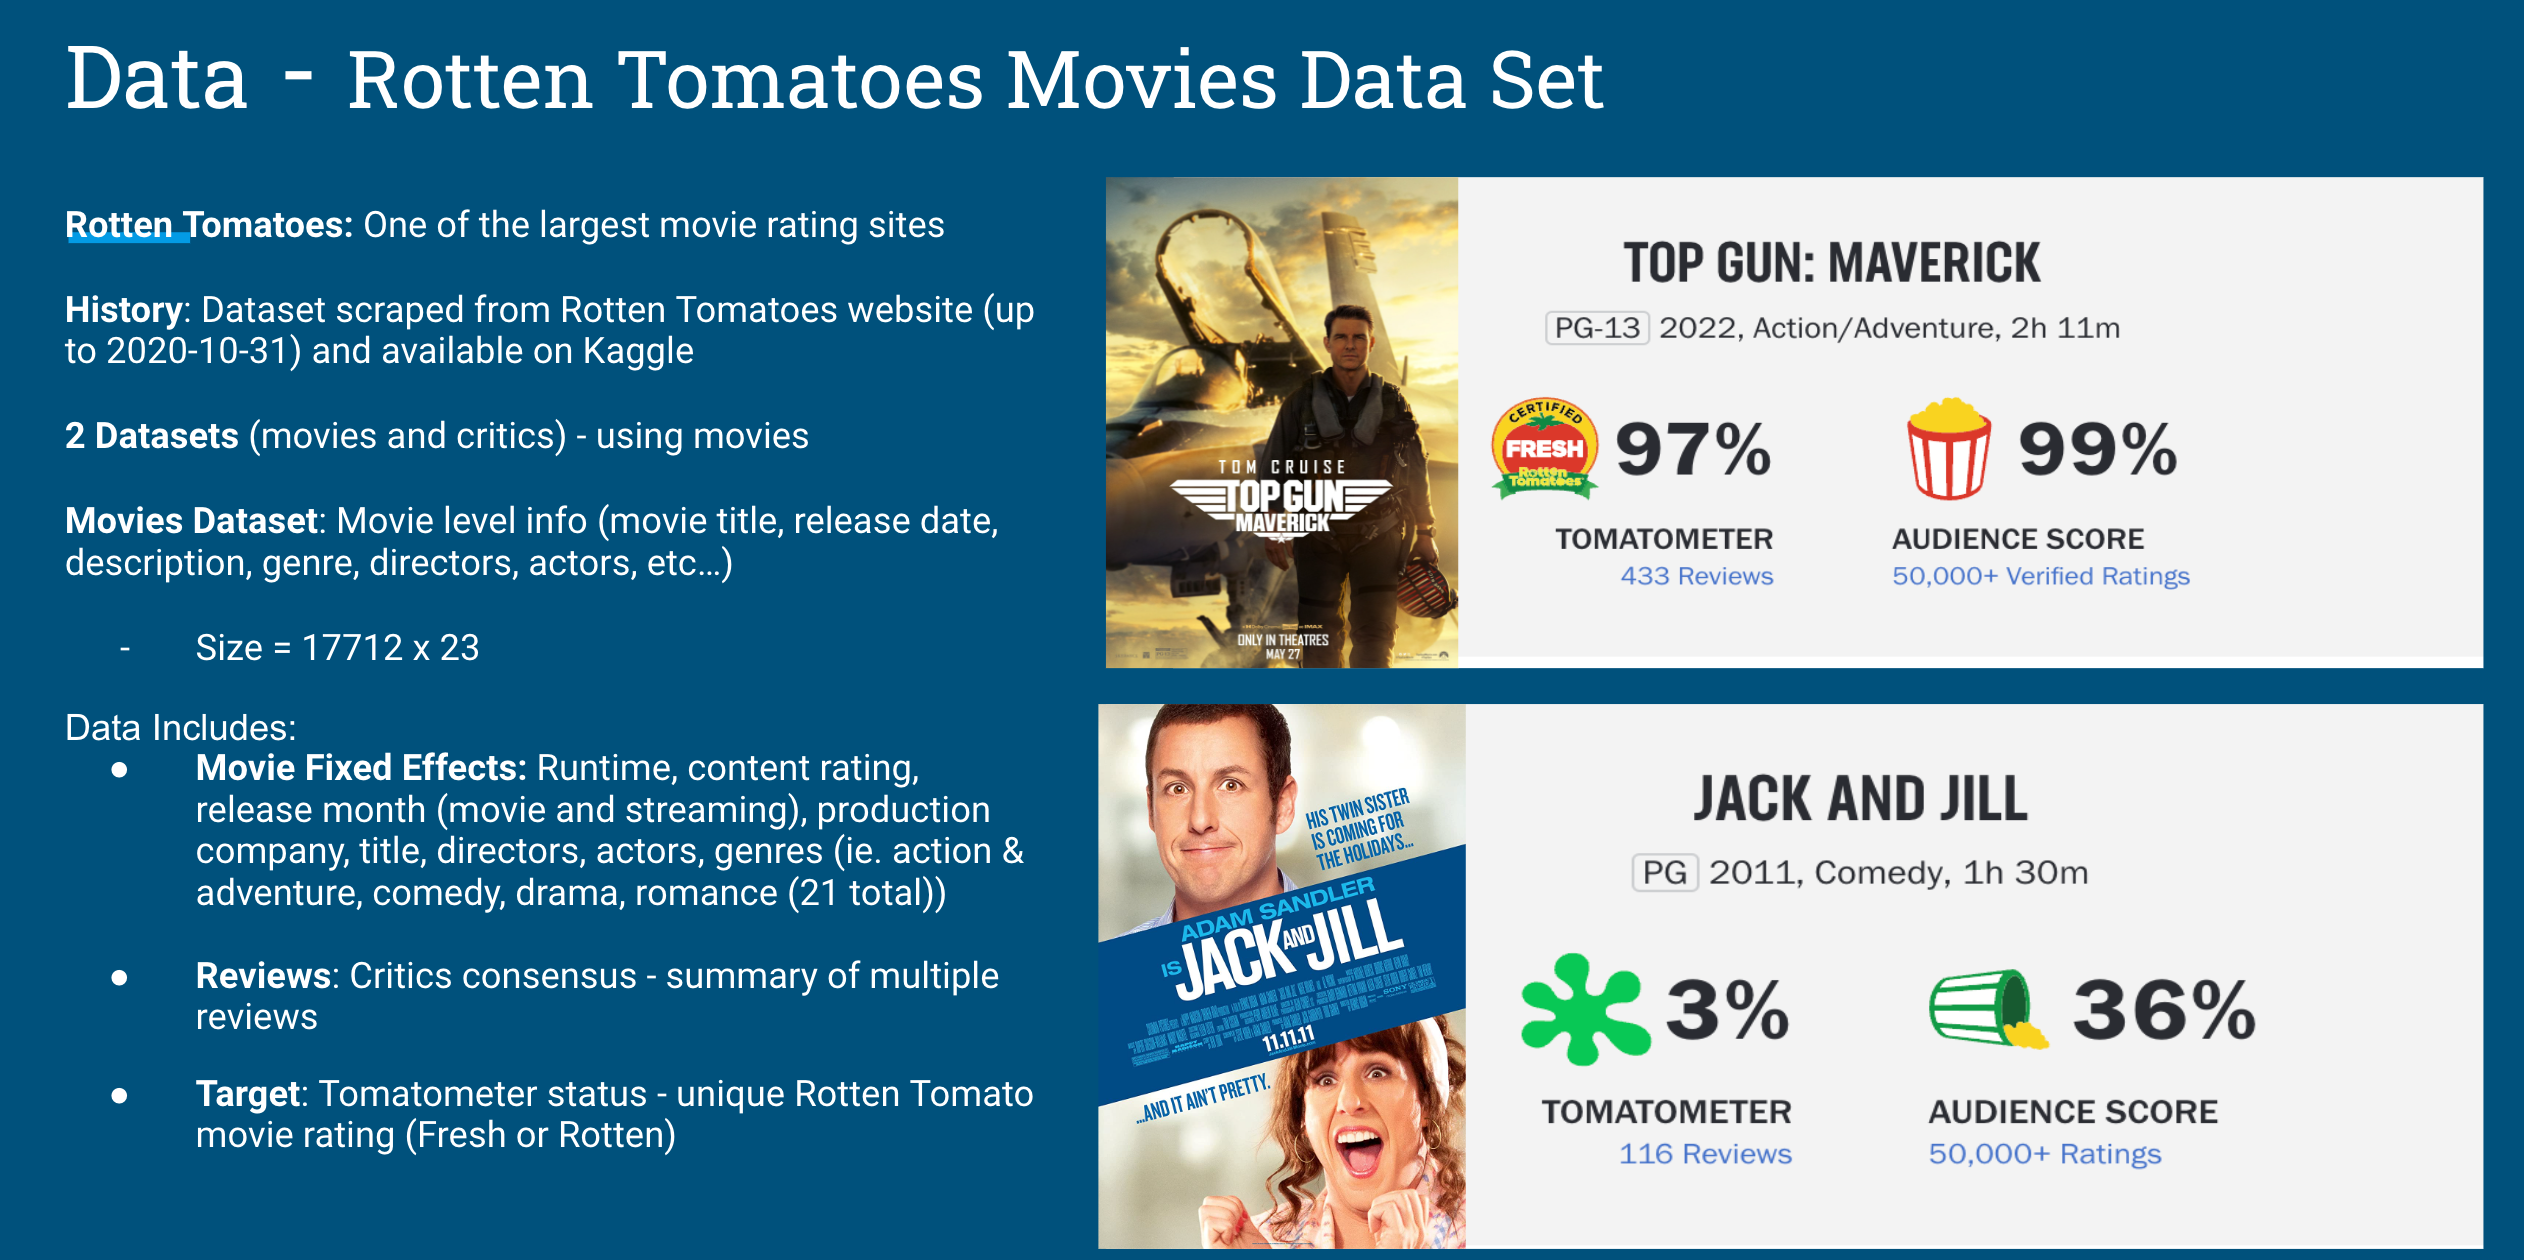 Data - Rotten Tomatoes Movies Data Set
Rotten Tomatoes: One of the largest movie rating sites
History: Dataset scraped from Rotten Tomatoes website (up
to 2020-10-31) and available on Kaggle
2 Datasets (movies and critics) - using movies
Movies Dataset: Movie level info (movie title, release date,
description, genre, directors, actors, etc...)
- Size = 17712 x 23
Data Includes:
● Movie Fixed Effects: Runtime, content rating,
release month (movie and streaming), production
company, title, directors, actors, genres (ie. action &
adventure, comedy, drama, romance (21 total))
● Reviews: Critics consensus - summary of multiple
reviews
● Target: Tomatometer status - unique Rotten Tomato
movie rating (Fresh or Rotten)
TOM CRUISE
TOP GUN
MAVERICK
ONLY IN THEATRES
MAY 27
TOP GUN: MAVERICK
PG-13 2022, Action/Adventure, 2h 11m
CERTIFIED
FRESH
Rotten
Tomatoes
97%
99%
TOMATOMETER
AUDIENCE SCORE
433 Reviews
50,000+ Verified Ratings
HIS TWIN SISTER
IS COMING FOR
THE HOLIDAYS...
ADAM SANDLER
IS JACK AND JILL
SONY
11.11.11
...AND IT AIN'T PRETTY.
JACK AND JILL
PG 2011, Comedy, 1h 30m
3%
36%
TOMATOMETER
AUDIENCE SCORE
116 Reviews
50,000+ Ratings